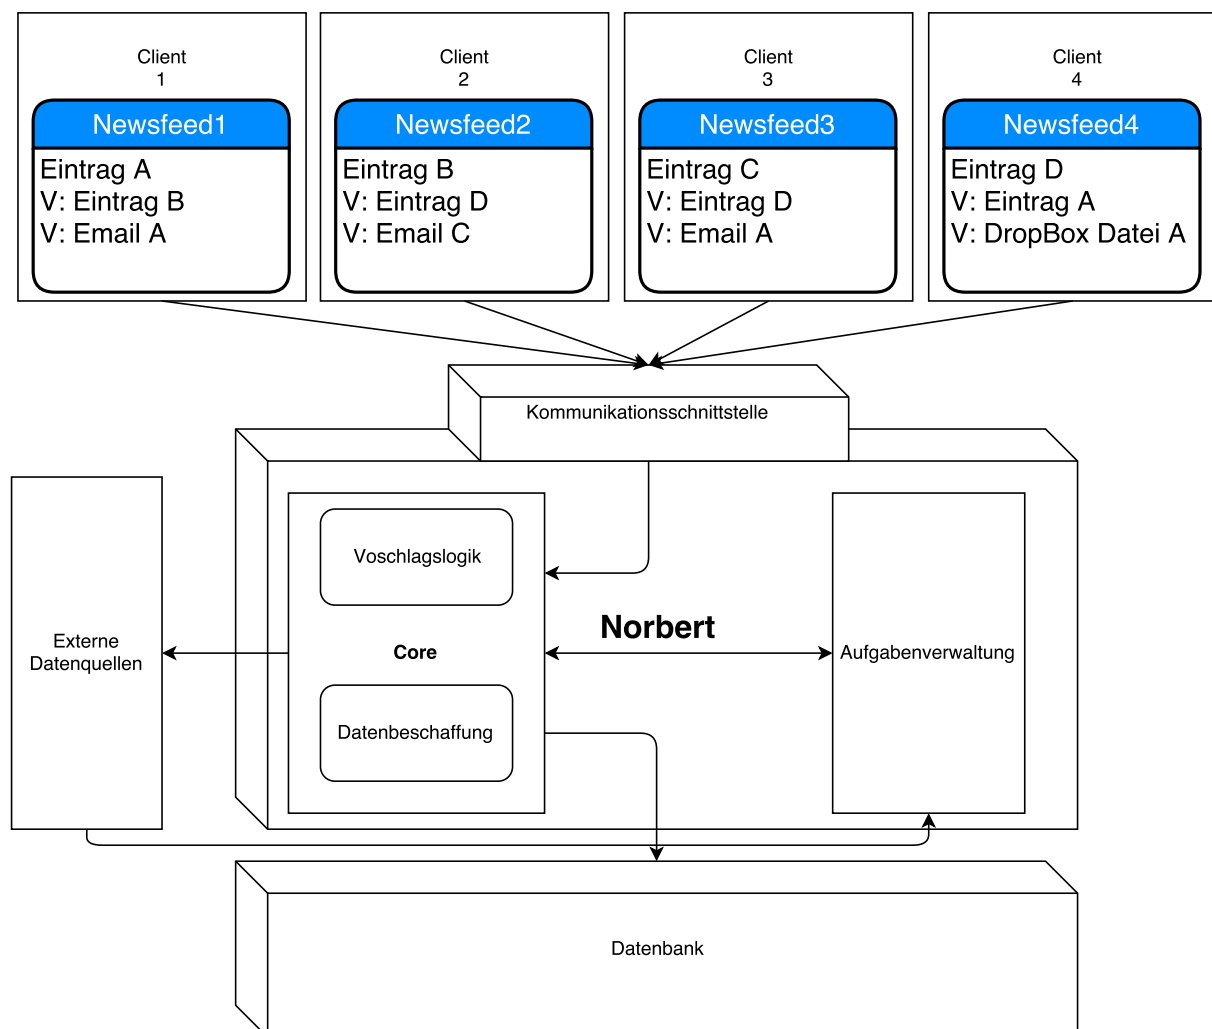 Client
1
Newsfeed1
Eintrag A
V: Eintrag B
V: Email A
Client
2
Newsfeed2
Eintrag B
V: Eintrag D
V: Email C
Client
3
Newsfeed3
Eintrag C
V: Eintrag D
V: Email A
Client
4
Newsfeed4
Eintrag D
V: Eintrag A
V: DropBox Datei A
Kommunikationsschnittstelle
Externe
Datenquellen
Voschlagslogik
Core
Datenbeschaffung
Norbert
Aufgabenverwaltung
Datenbank